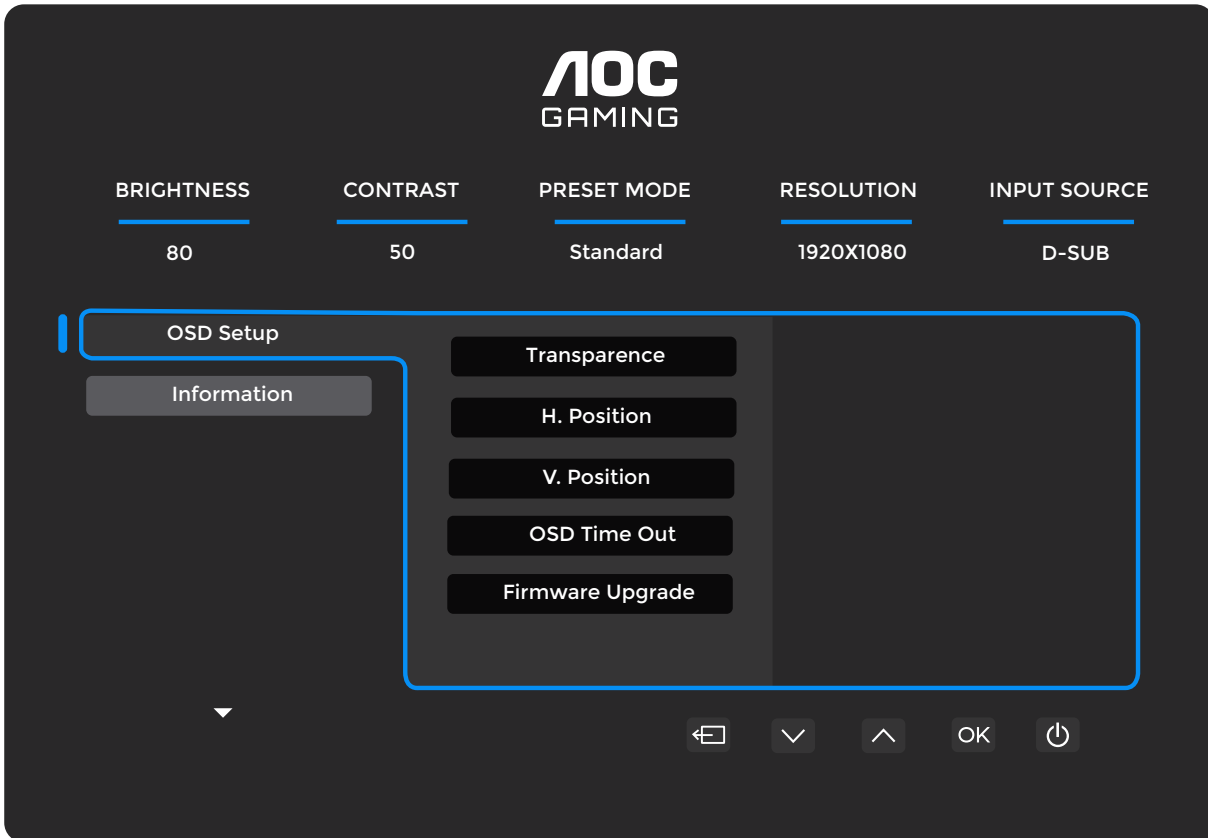 AOC
GAMING
BRIGHTNESS CONTRAST PRESET MODE RESOLUTION INPUT SOURCE
80 50 Standard 1920X1080 D-SUB
OSD Setup
Information
Transparence
H. Position
V. Position
OSD Time Out
Firmware Upgrade
OK